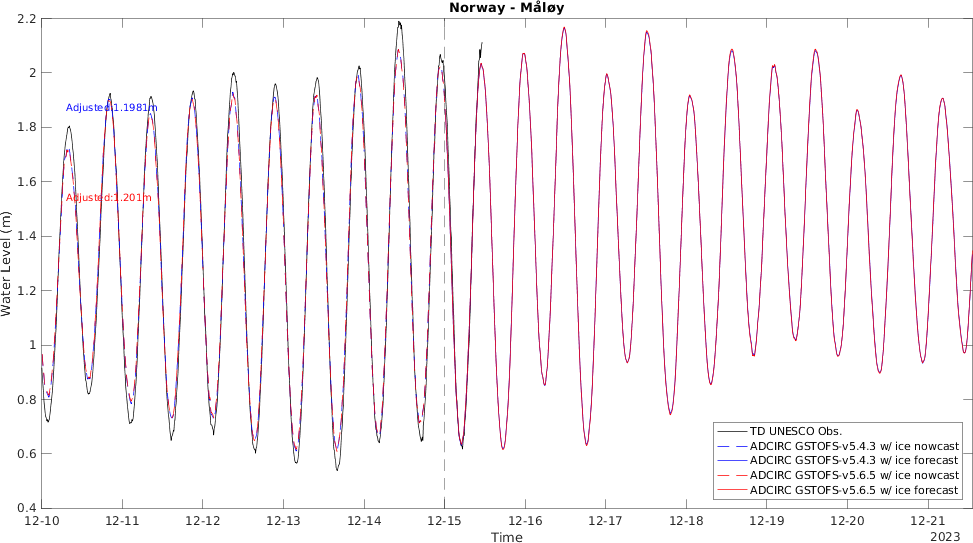 Norway - Måløy
2.2
2
1.8
1.6
1.4
1.2
1
0.8
0.6
0.4
Water Level (m)
Adjusted:1.1981m
Adjusted:1.201m
TD UNESCO Obs.
ADCIRC GSTOFS-v5.4.3 w/ ice nowcast
ADCIRC GSTOFS-v5.4.3 w/ ice forecast
ADCIRC GSTOFS-v5.6.5 w/ ice nowcast
ADCIRC GSTOFS-v5.6.5 w/ ice forecast
12-10 12-11 12-12 12-13 12-14 12-15 12-16 12-17 12-18 12-19 12-20 12-21
Time
2023